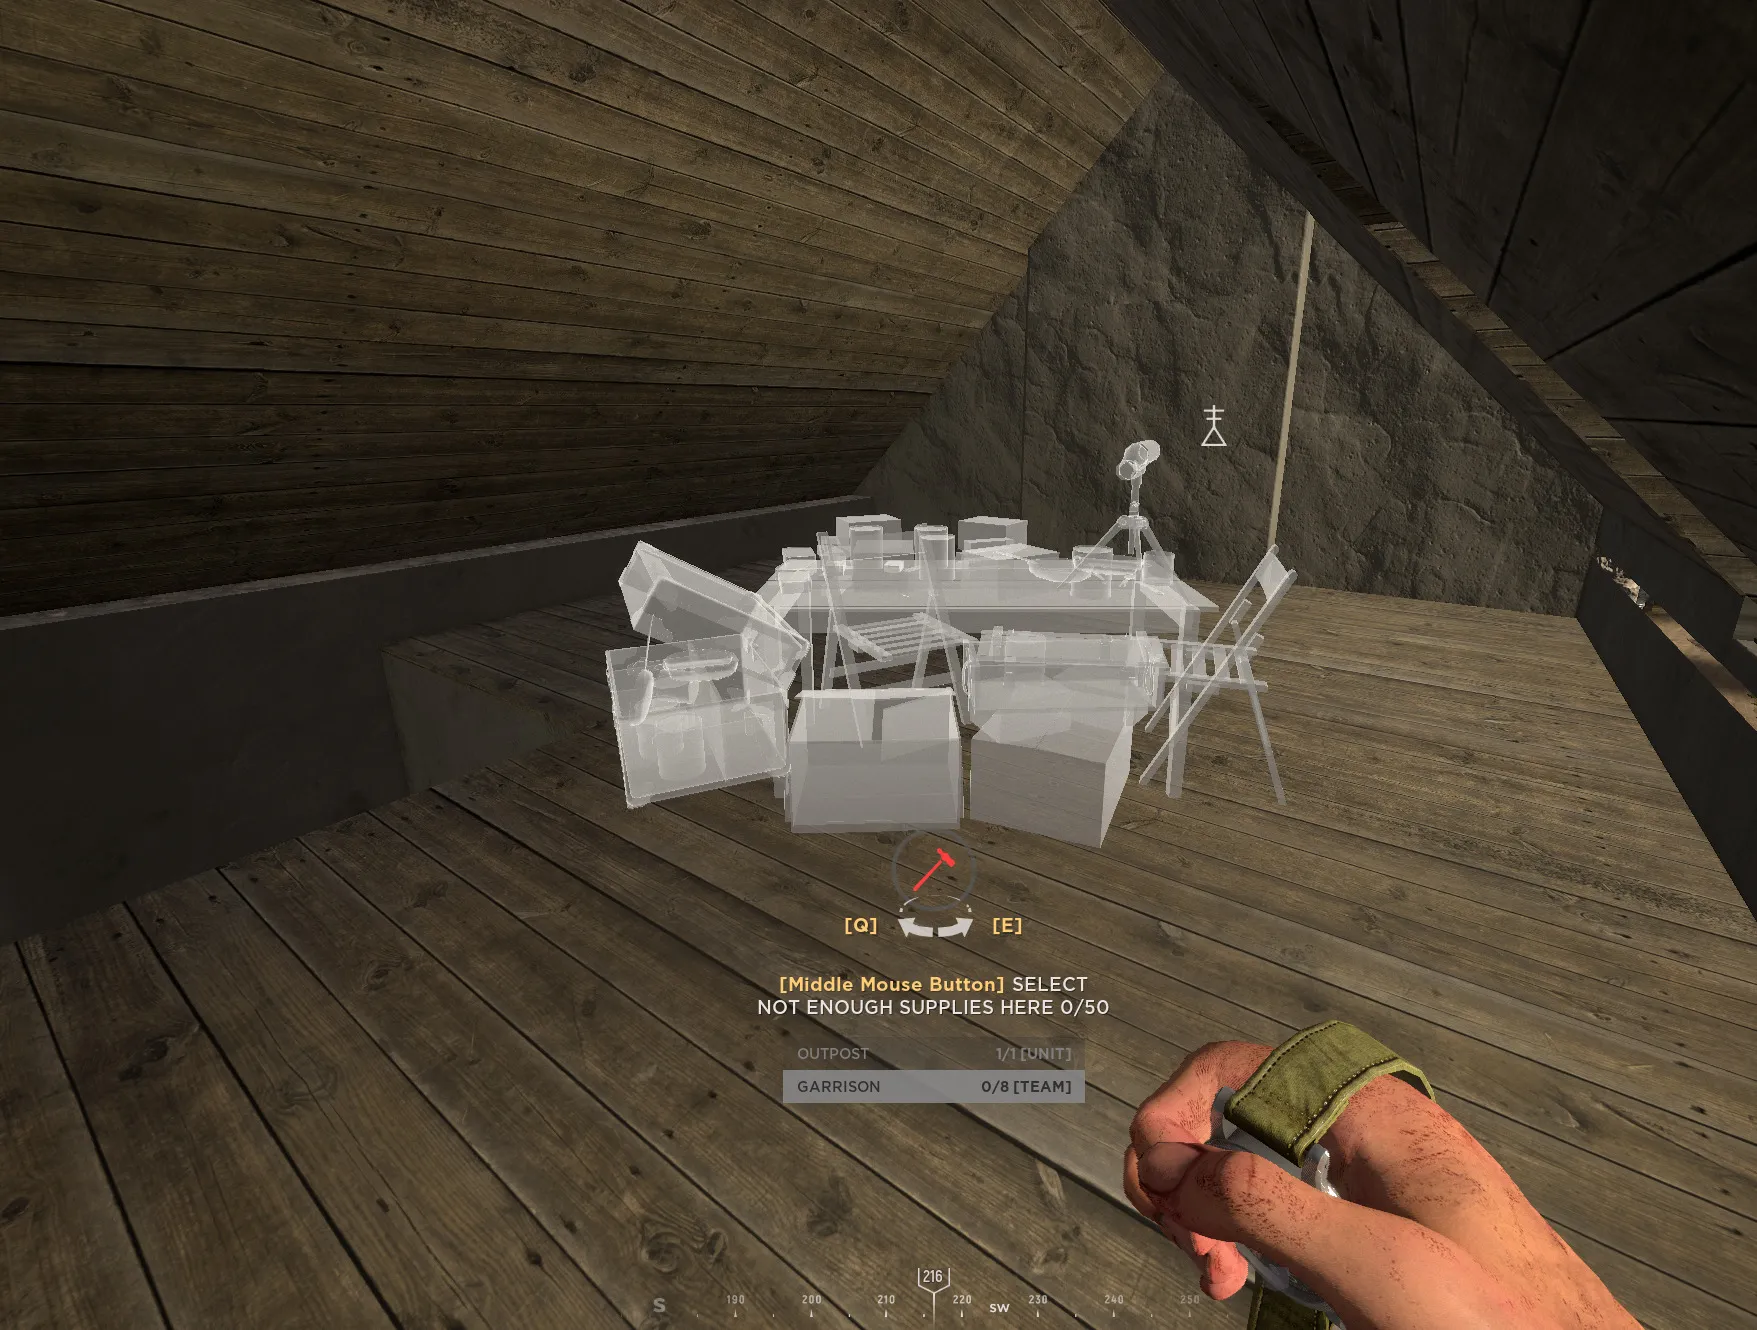 [Q] [E]
[Middle Mouse Button] SELECT
NOT ENOUGH SUPPLIES HERE 0/50
OUTPOST 1/1 [UNIT]
GARRISON 0/8 [TEAM]
216
S 190 200 210 220 SW 230 240 250